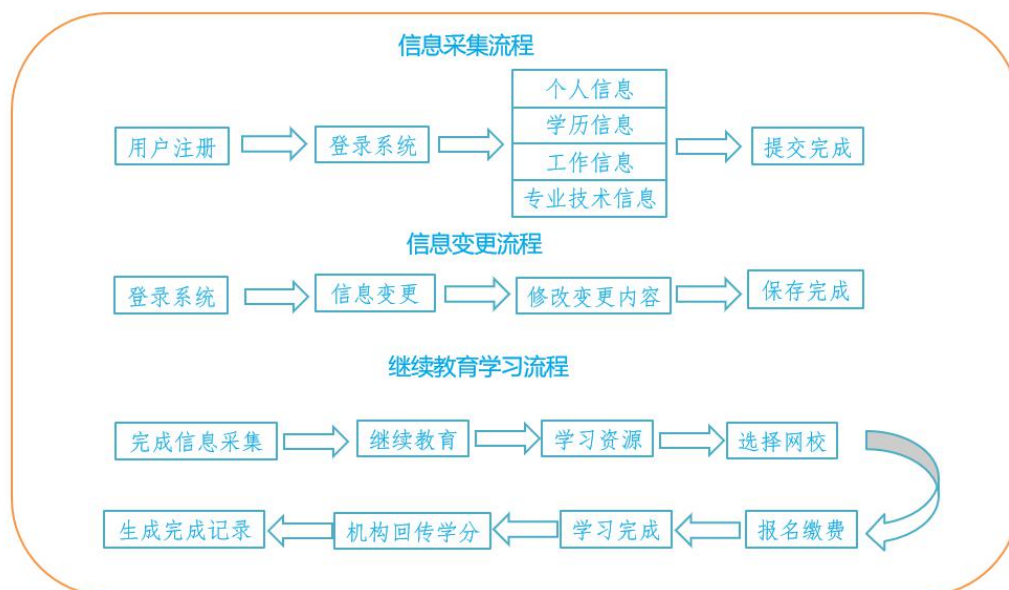 信息采集流程
用户注册
登录系统
个人信息
学历信息
工作信息
专业技术信息
提交完成
信息变更流程
登录系统
信息变更
修改变更内容
保存完成
继续教育学习流程
完成信息采集
继续教育
学习资源
选择网校
报名缴费
学习完成
机构回传学分
生成完成记录